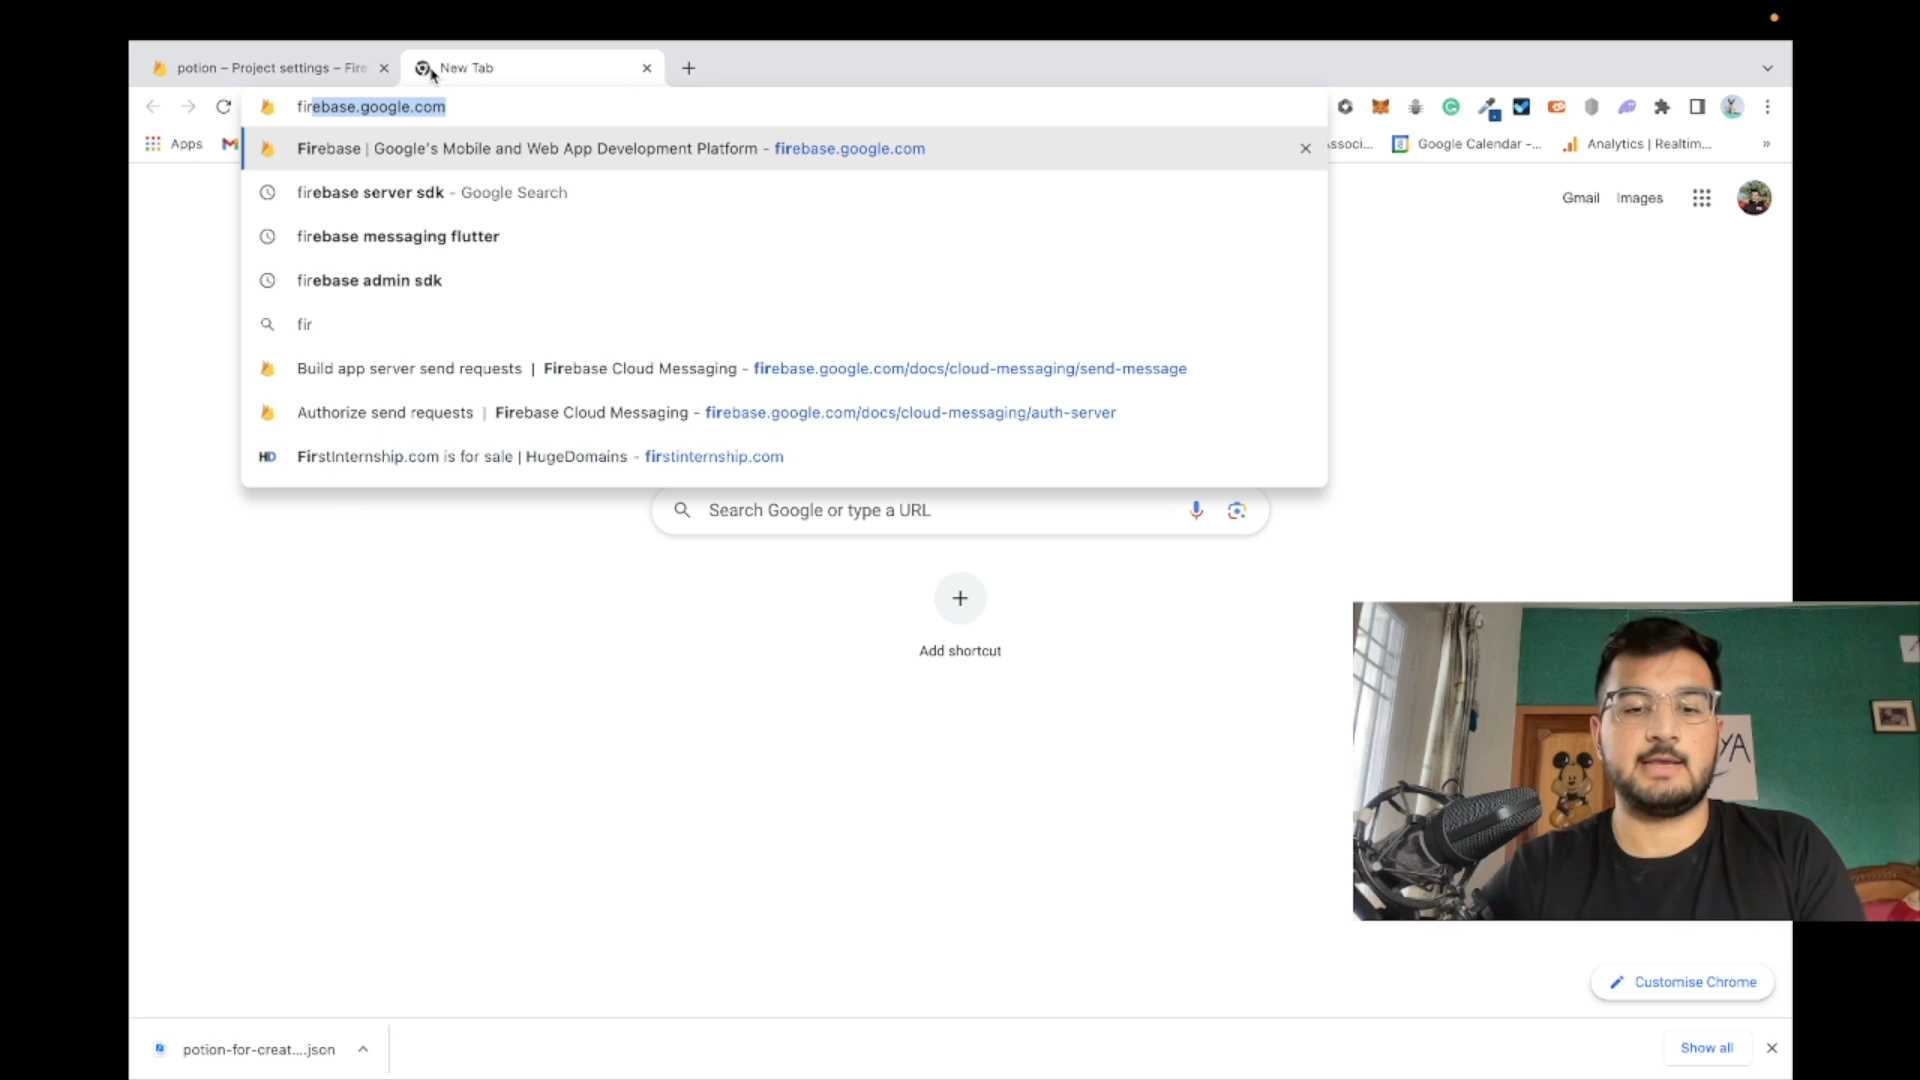 potion – Project settings – Fire
New Tab
firebase.google.com
Apps
Firebase | Google's Mobile and Web App Development Platform – firebase.google.com
ssoci...
Google Calendar –...
Analytics | Realtim...
firebase server sdk – Google Search
Gmail
Images
firebase messaging flutter
firebase admin sdk
fir
Build app server send requests | Firebase Cloud Messaging – firebase.google.com/docs/cloud-messaging/send-message
Authorize send requests | Firebase Cloud Messaging – firebase.google.com/docs/cloud-messaging/auth-server
HD FirstInternship.com is for sale | HugeDomains – firstinternship.com
Search Google or type a URL
Add shortcut
YA
Customise Chrome
potion-for-creat....json
Show all